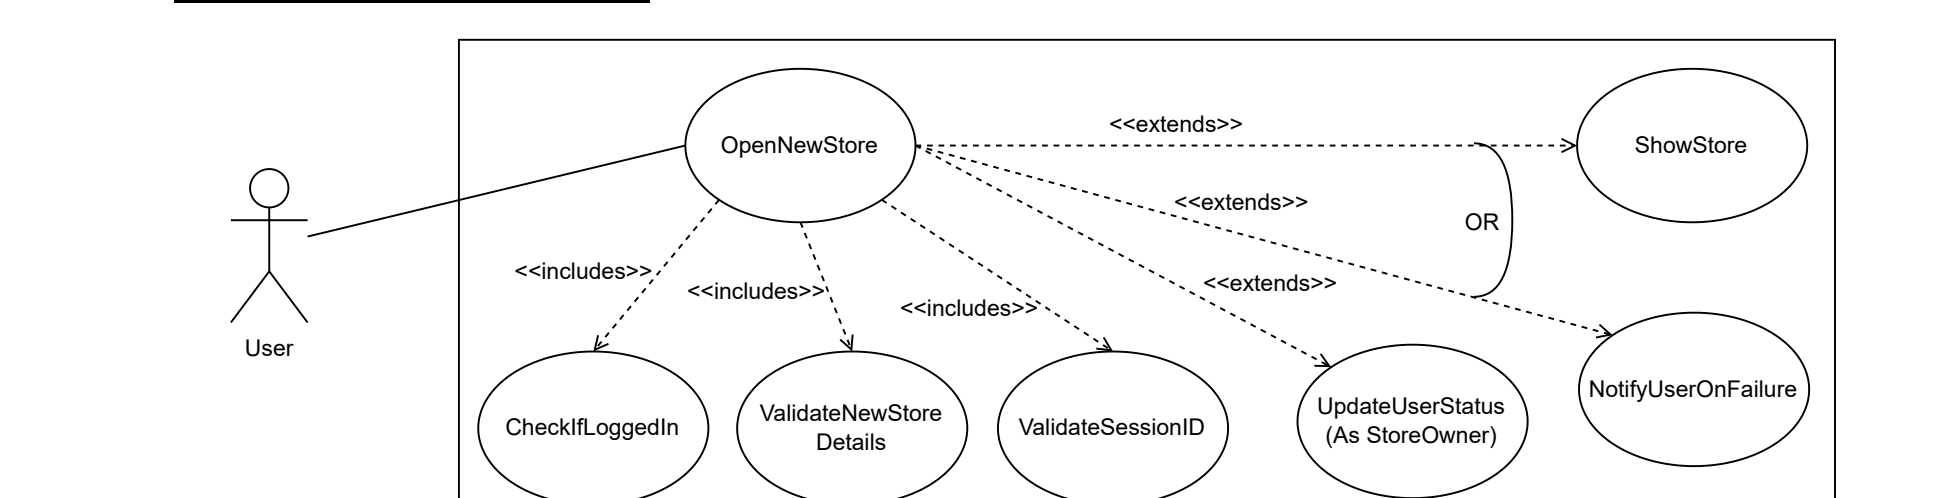 OpenNewStore
<<extends>>
ShowStore
<<extends>>
OR
<<includes>>
<<includes>>
<<includes>>
<<extends>>
User
CheckIfLoggedIn
ValidateNewStore
Details
ValidateSessionID
UpdateUserStatus
(As StoreOwner)
NotifyUserOnFailure